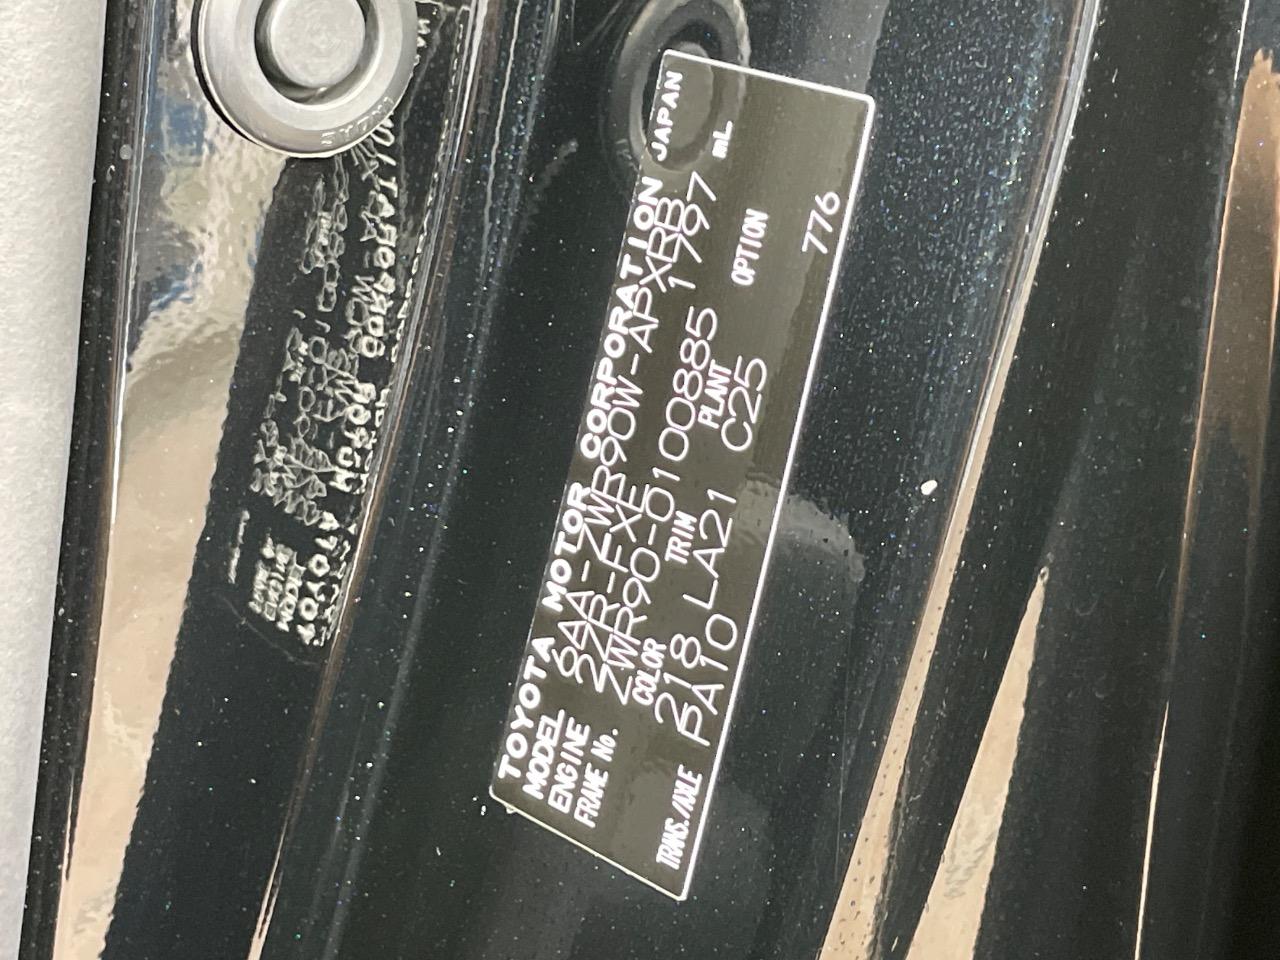 TOYOTA MOTOR CORPORATION JAPAN
MODEL 6AA-ZWR90W-APXRB
ENGINE 2ZR-FXE 1797 mL
FRAME No. ZWR90-0100885
COLOR TRIM PLANT OPTION
218 LA21 C25
TRANS./AXLE PA10 776